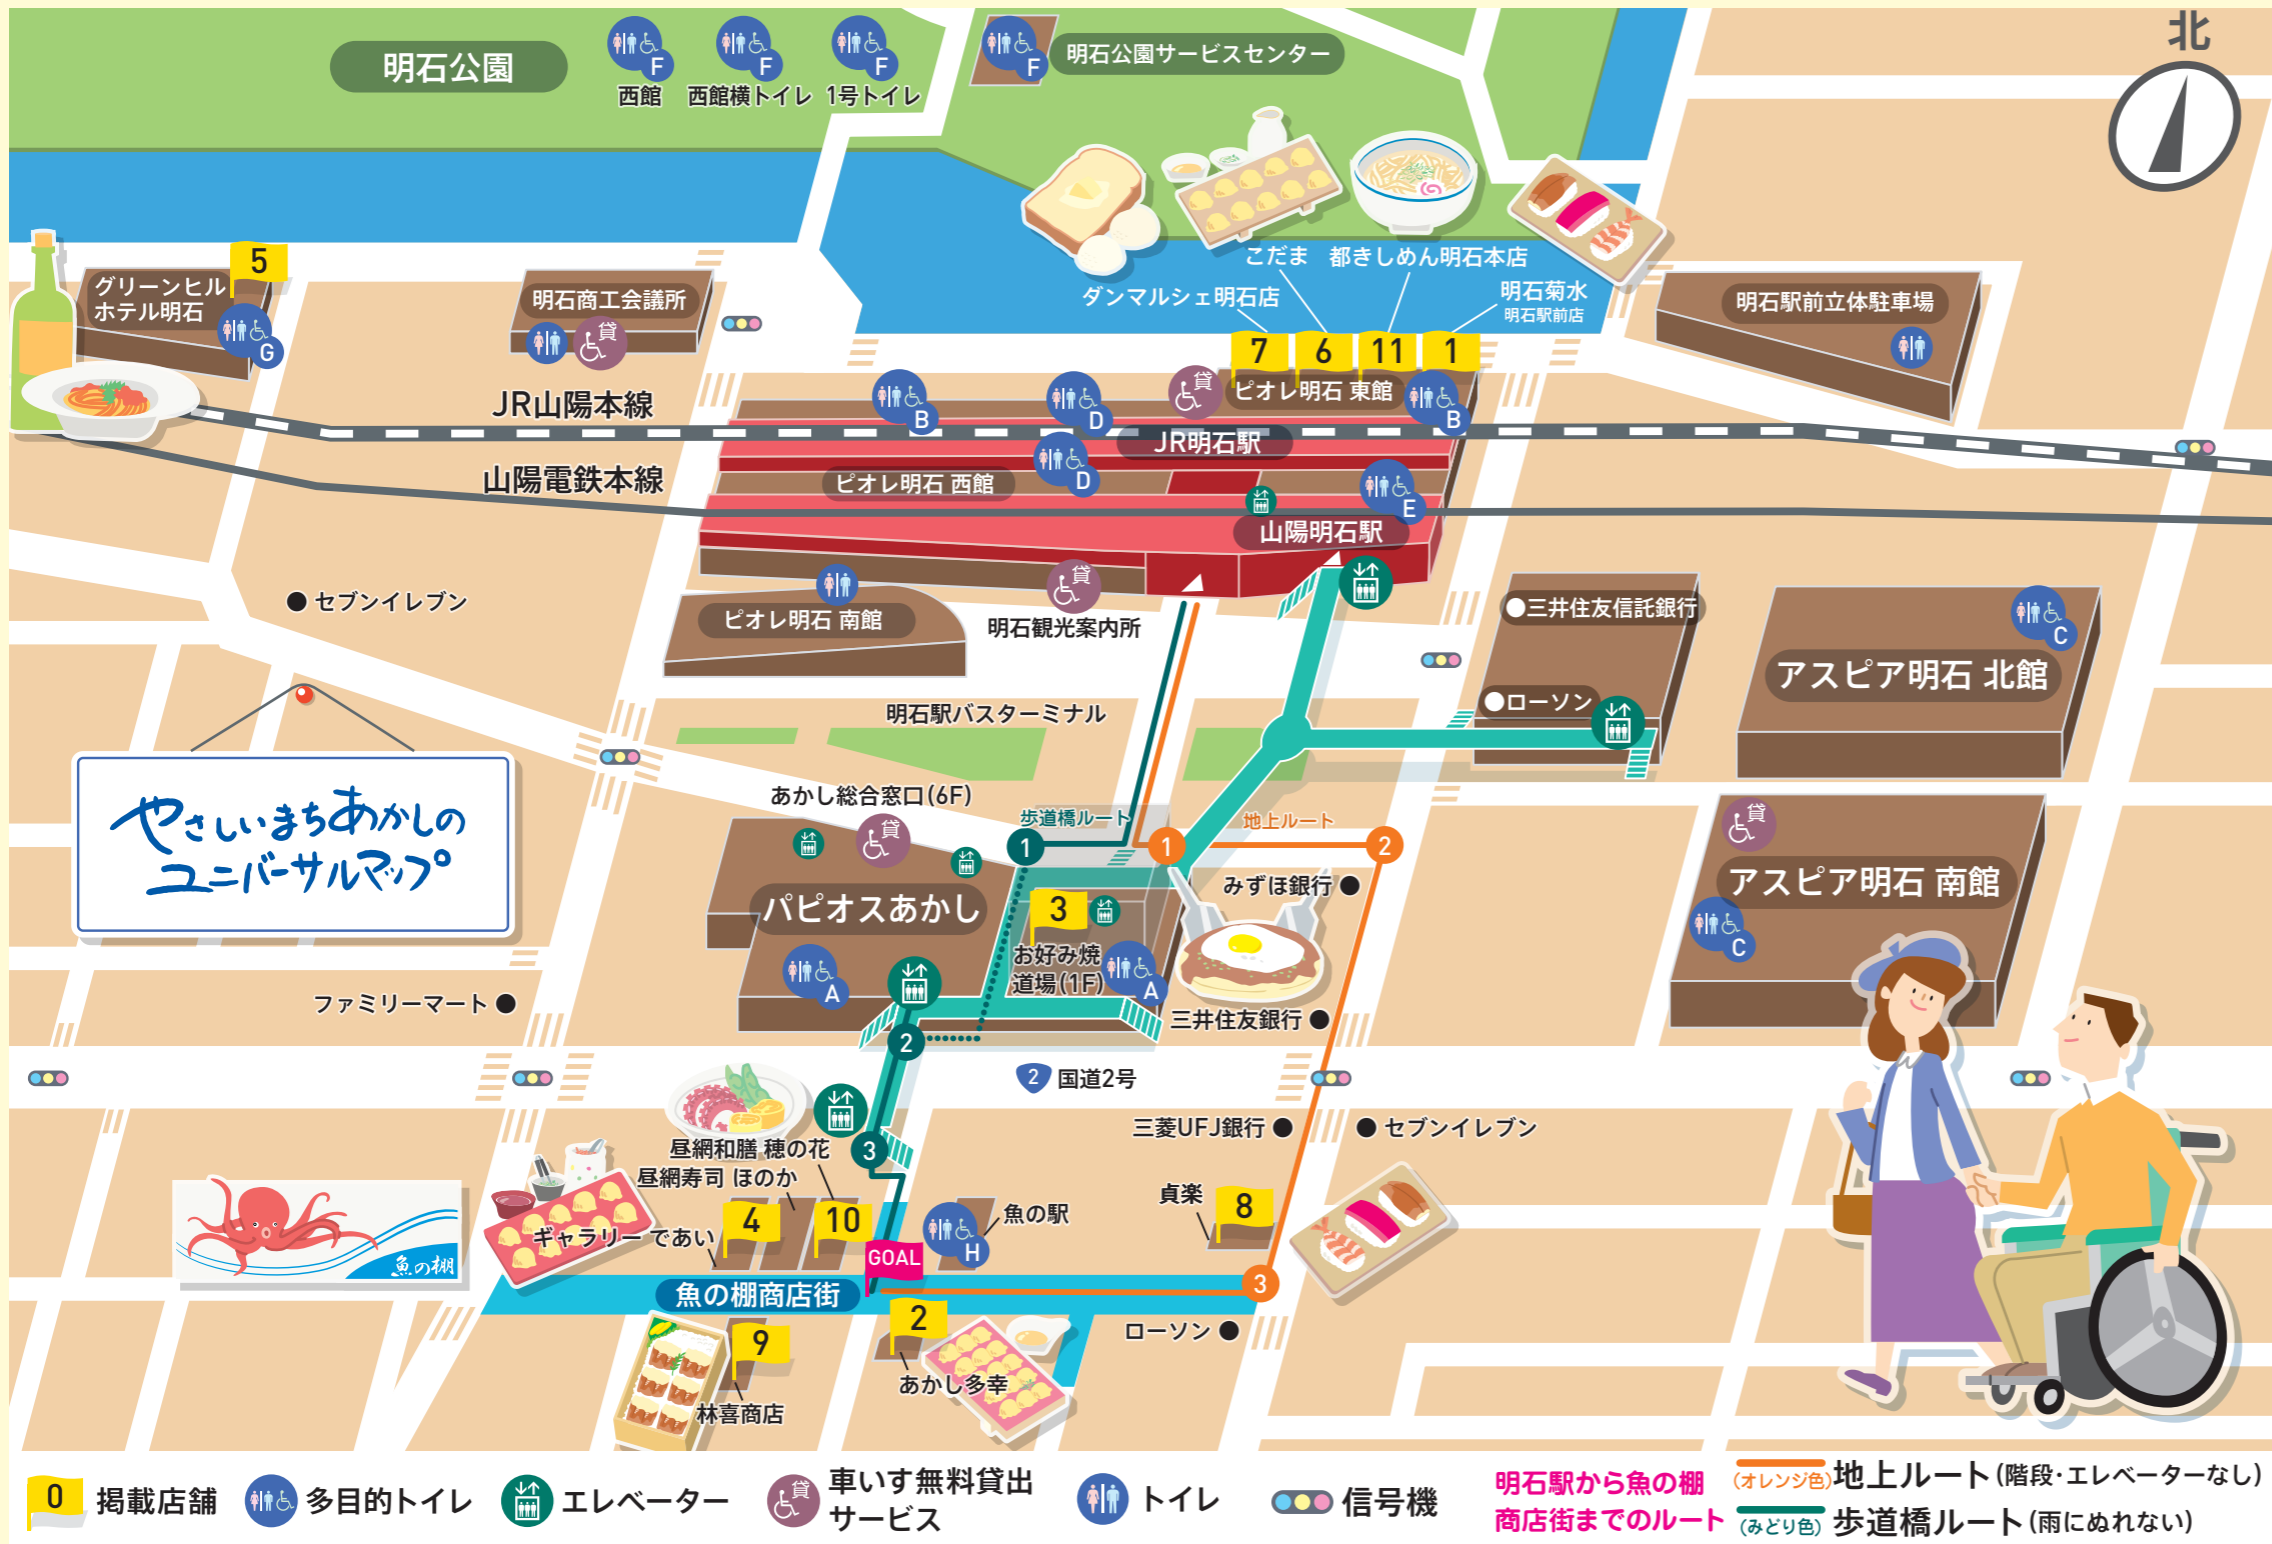 北
明石公園
F
西館
F
西館横トイレ
F
1号トイレ
F
明石公園サービスセンター
こだま
都きしめん明石本店
ダンマルシェ明石店
明石菊水
明石駅前店
5
グリーンヒル
ホテル明石
G
明石商工会議所
貸
明石駅前立体駐車場
7
6
11
1
貸
ピオレ明石 東館
B
D
B
JR山陽本線
JR明石駅
D
山陽電鉄本線
ピオレ明石 西館
E
山陽明石駅
セブンイレブン
貸
ピオレ明石 南館
明石観光案内所
三井住友信託銀行
C
アスピア明石 北館
ローソン
明石駅バスターミナル
やさしいまちあかしの
ユニバーサルマップ
あかし総合窓口(6F)
貸
歩道橋ルート
1
1
地上ルート
2
貸
みずほ銀行
アスピア明石 南館
C
パピオスあかし
3
お好み焼
道場(1F)
A
A
ファミリーマート
三井住友銀行
2
2
国道2号
三菱UFJ銀行
セブンイレブン
3
昼網和膳 穂の花
昼網寿司 ほのか
4
10
ギャラリー であい
魚の駅
H
貞楽
8
GOAL
魚の棚
魚の棚商店街
3
9
2
ローソン
あかし多幸
林喜商店
0
掲載店舗
多目的トイレ
エレベーター
貸
車いす無料貸出
サービス
トイレ
信号機
明石駅から魚の棚
商店街までのルート
(オレンジ色)
地上ルート(階段・エレベーターなし)
(みどり色)
歩道橋ルート(雨にぬれない)